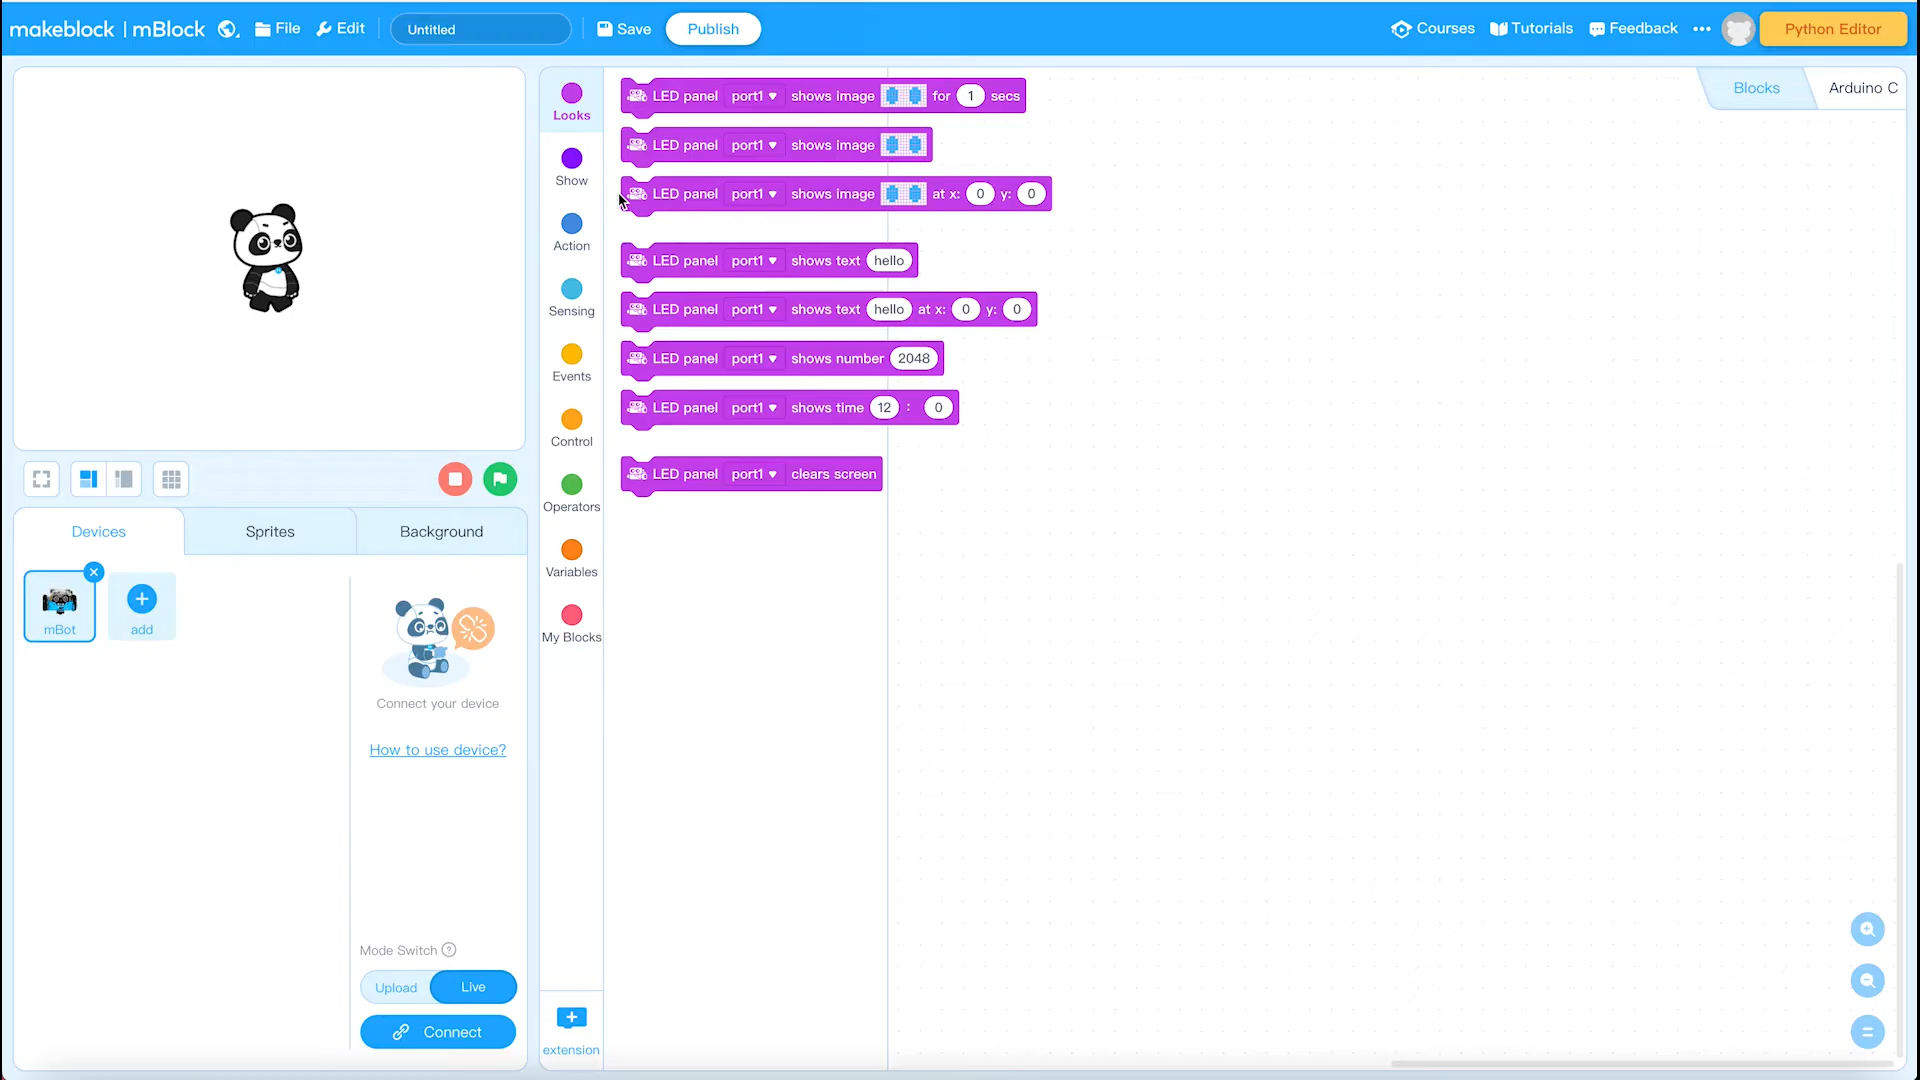 makeblock | mBlock File Edit Untitled Save Publish Courses Tutorials Feedback Python Editor
Blocks Arduino C
Looks
Show
Action
Sensing
Events
Control
Operators
Variables
My Blocks
extension
LED panel port1 shows image for 1 secs
LED panel port1 shows image
LED panel port1 shows image at x: 0 y: 0
LED panel port1 shows text hello
LED panel port1 shows text hello at x: 0 y: 0
LED panel port1 shows number 2048
LED panel port1 shows time 12 : 0
LED panel port1 clears screen
Devices Sprites Background
mBot add
Connect your device
How to use device?
Mode Switch ?
Upload Live
Connect